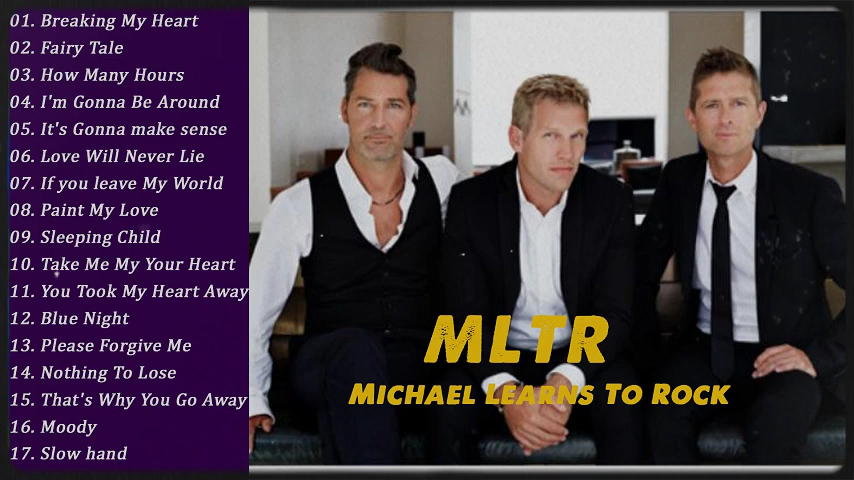 01. Breaking My Heart
02. Fairy Tale
03. How Many Hours
04. I'm Gonna Be Around
05. It's Gonna make sense
06. Love Will Never Lie
07. If you leave My World
08. Paint My Love
09. Sleeping Child
10. Take Me My Your Heart
11. You Took My Heart Away
12. Blue Night
13. Please Forgive Me
14. Nothing To Lose
15. That's Why You Go Away
16. Moody
17. Slow hand
MLTR
Michael Learns To Rock